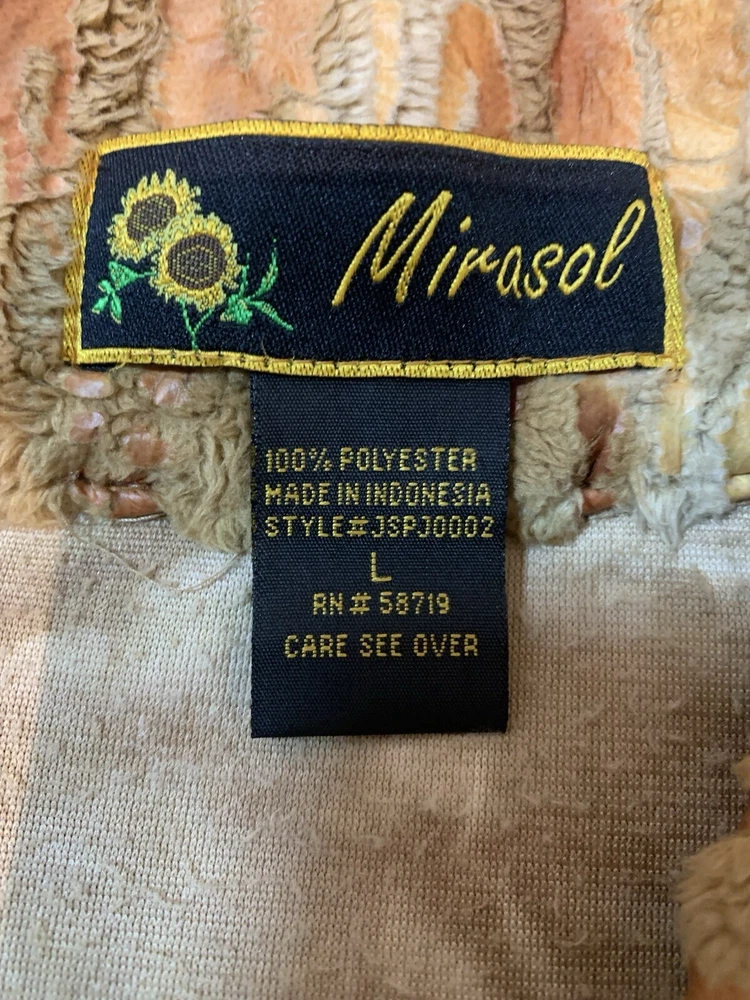 Mirasol
100% POLYESTER
MADE IN INDONESIA
STYLE#JSPJ0002
L
RN # 58719
CARE SEE OVER